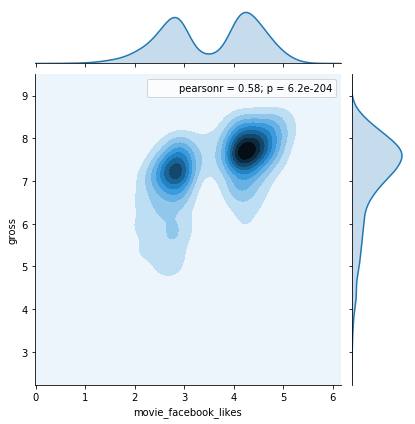 pearsonr = 0.58; p = 6.2e-204
9
8
7
6
5
4
3
gross
0 1 2 3 4 5 6
movie_facebook_likes